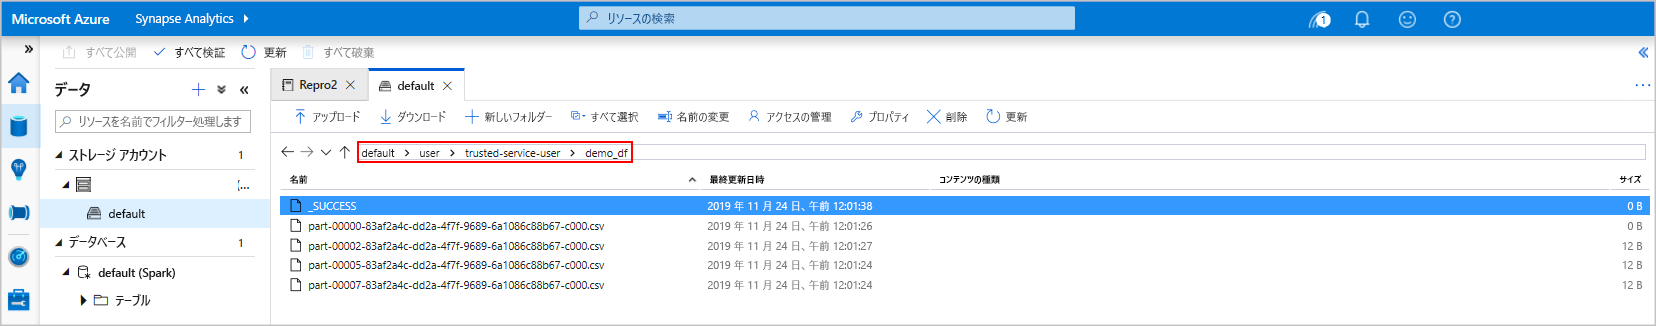 Microsoft Azure Synapse Analytics リソースの検索 1
すべて公開 すべて検証 更新 すべて破棄
データ
リソースを名前でフィルター処理します
ストレージ アカウント 1
[...
default
データベース 1
default (Spark)
テーブル
Repro2 default
アップロード ダウンロード 新しいフォルダー すべて選択 名前の変更 アクセスの管理 プロパティ 削除 更新
default user trusted-service-user demo_df
名前 最終更新日時 コンテンツの種類 サイズ
_SUCCESS 2019 年 11 月 24 日、午前 12:01:38 0 B
part-00000-83af2a4c-dd2a-4f7f-9689-6a1086c88b67-c000.csv 2019 年 11 月 24 日、午前 12:01:26 0 B
part-00002-83af2a4c-dd2a-4f7f-9689-6a1086c88b67-c000.csv 2019 年 11 月 24 日、午前 12:01:27 12 B
part-00005-83af2a4c-dd2a-4f7f-9689-6a1086c88b67-c000.csv 2019 年 11 月 24 日、午前 12:01:24 12 B
part-00007-83af2a4c-dd2a-4f7f-9689-6a1086c88b67-c000.csv 2019 年 11 月 24 日、午前 12:01:24 12 B